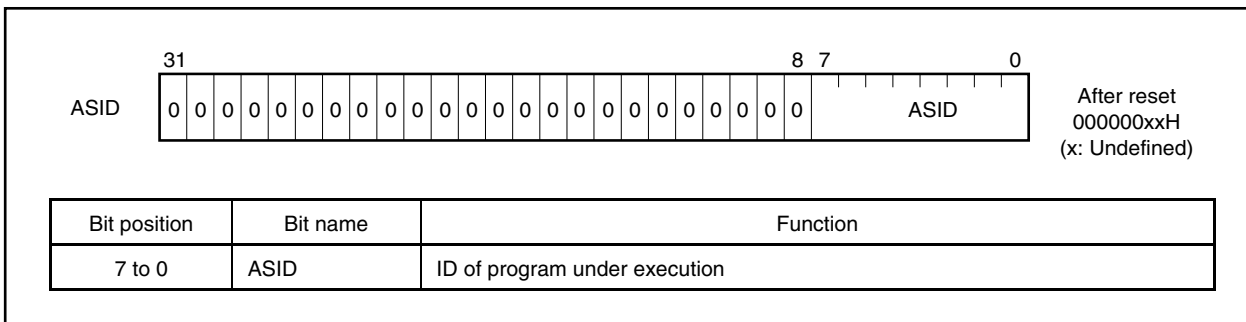 31 8 7 0
ASID 0 0 0 0 0 0 0 0 0 0 0 0 0 0 0 0 0 0 0 0 0 0 0 0 ASID After reset
000000xxH
(x: Undefined)
Bit position Bit name Function
7 to 0 ASID ID of program under execution